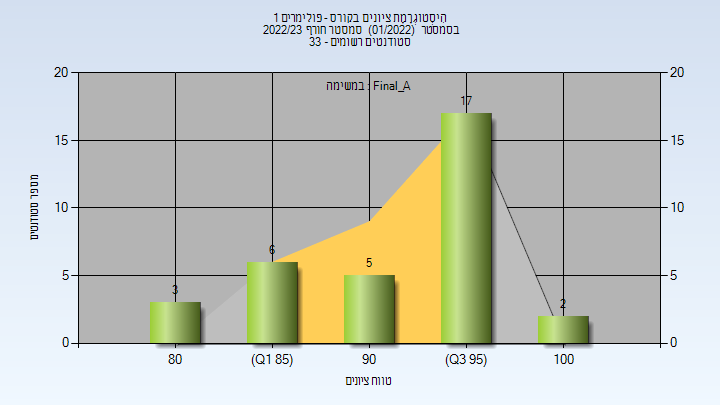 היסטוגרמת ציונים בקורס - פולימרים 1
בסמסטר (01/2022) סמסטר חורף 2022/23
סטודנטים רשומים - 33
במשימה : Final_A
מספר סטודנטים
20
15
10
5
0
20
15
10
5
0
3
6
5
17
2
80
(Q1 85)
90
(Q3 95)
100
טווח ציונים